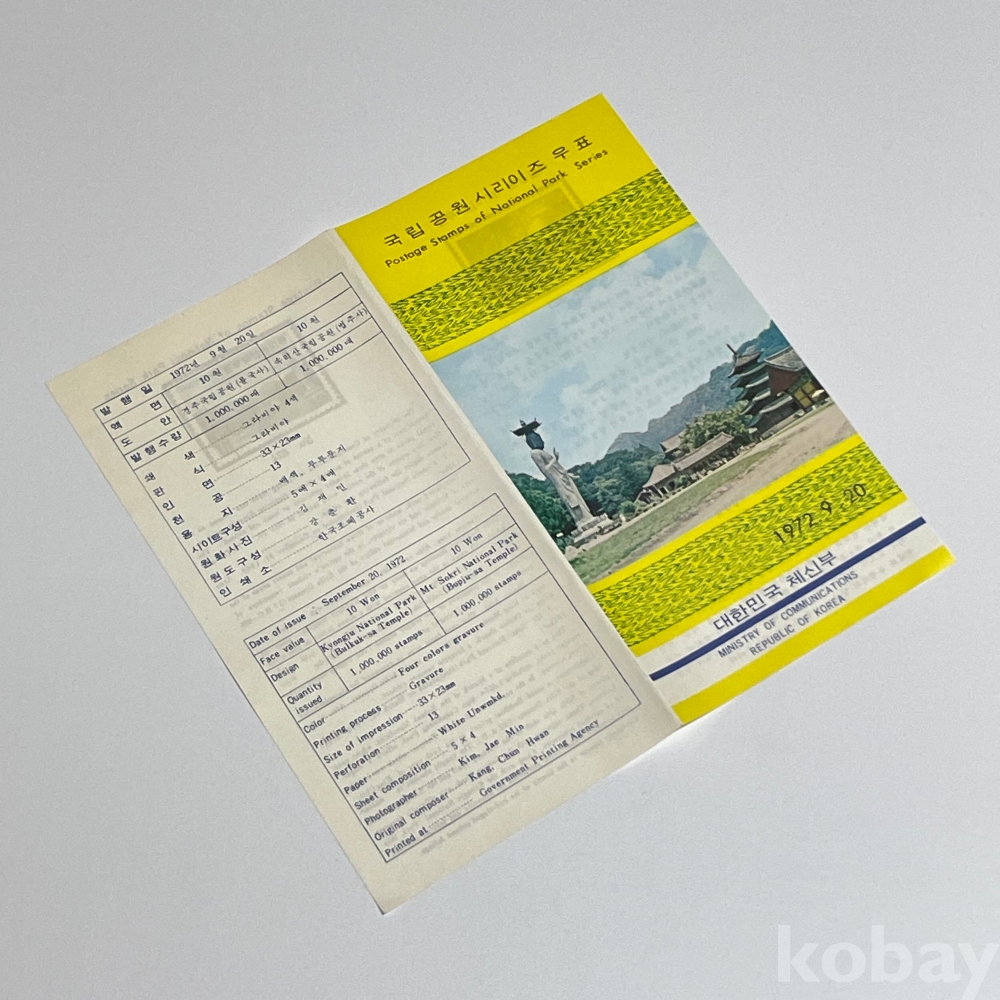 국립공원시리이즈 우표
Postage Stamps of National Park Series
1972. 9. 20
대한민국 체신부
MINISTRY OF COMMUNICATIONS
REPUBLIC OF KOREA
발행일 1972년 9월 20일
액면 10원 10원
도안 경주국립공원(불국사) 속리산국립공원(법주사)
발행수량 1,000,000매 1,000,000매
쇄색 그라비아 4색
판식 그라비아
인면 33×23mm
천공 13
용지 백색, 무투문지
시이트구성 5매×4매
원화사진 김재민
원도구성 강춘환
인쇄소 한국조폐공사
Date of issue September 20, 1972
Face value 10 Won 10 Won
Design Kyongju National Park (Bulkuk-sa Temple) Mt. Sokri National Park (Bopju-sa Temple)
Quantity issued 1,000,000 stamps 1,000,000 stamps
Color Four colors gravure
Printing process Gravure
Size of impression 33×23mm
Perforation 13
Paper White Unwmkd.
Sheet composition 5×4
Photographer Kim, Jae Min
Original composer Kang, Chun Hwan
Printed at Government Printing Agency
kobay